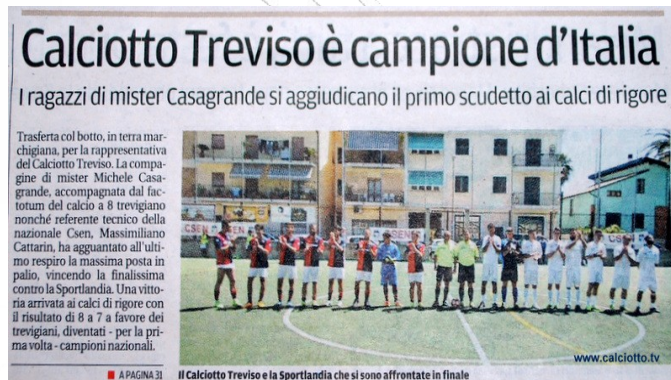 Calciotto Treviso è campione d'Italia
I ragazzi di mister Casagrande si aggiudicano il primo scudetto ai calci di rigore
Trasferta col botto, in terra mar-
chigiana, per la rappresentativa
del Calciotto Treviso. La compa-
gine di mister Michele Casa-
grande, accompagnata dal fac-
totum del calcio a 8 trevigiano
nonché referente tecnico della
nazionale Csen, Massimiliano
Cattarin, ha agguantato all'ulti-
mo respiro la massima posta in
palio, vincendo la finalissima
contro la Sportlandia. Una vitto-
ria arrivata ai calci di rigore con
il risultato di 8 a 7 a favore dei
trevigiani, diventati - per la pri-
ma volta - campioni nazionali.
A PAGINA 31
CSEN
www.calciotto.tv
Il Calciotto Treviso e la Sportlandia che si sono affrontate in finale